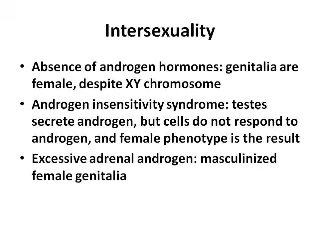 Intersexuality
• Absence of androgen hormones: genitalia are
female, despite XY chromosome
• Androgen insensitivity syndrome: testes
secrete androgen, but cells do not respond to
androgen, and female phenotype is the result
• Excessive adrenal androgen: masculinized
female genitalia